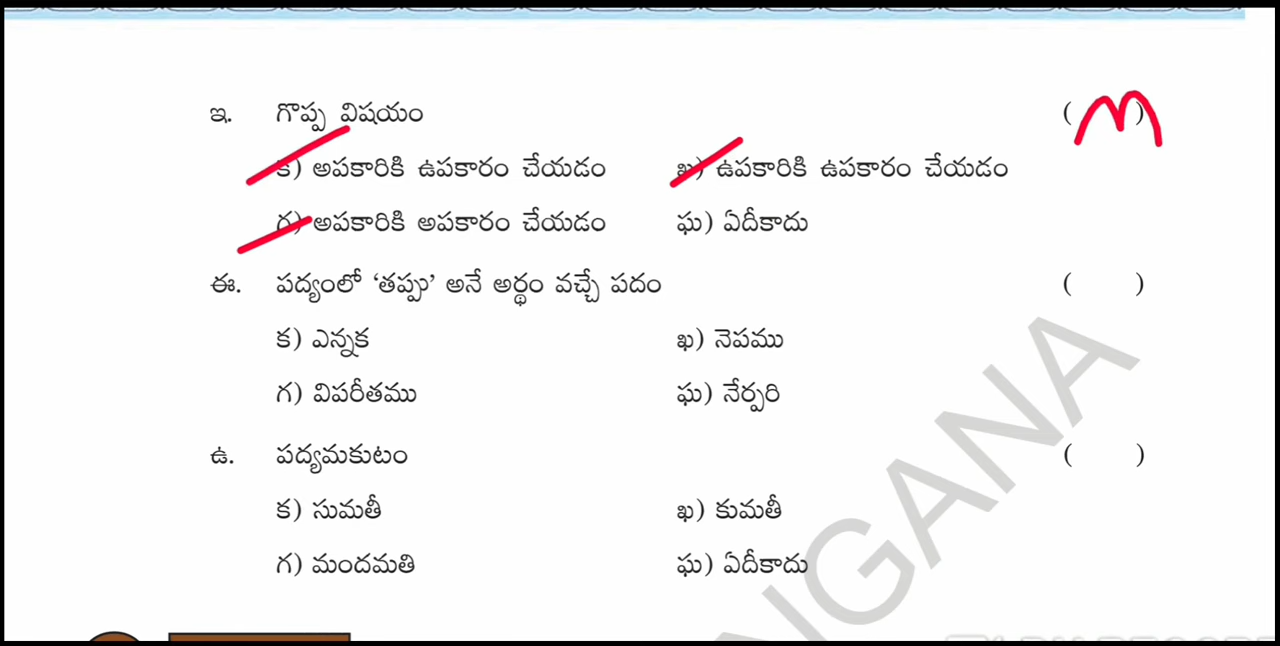 ఇ. గొప్ప విషయం ( )
క) అపకారికి ఉపకారం చేయడం ఖ) ఉపకారికి ఉపకారం చేయడం
గ) అపకారికి అపకారం చేయడం ఘ) ఏదీకాదు
ఈ. పద్యంలో ‘తప్పు’ అనే అర్థం వచ్చే పదం ( )
క) ఎన్నక ఖ) నెపము
గ) విపరీతము ఘ) నేర్పరి
ఉ. పద్యమకుటం ( )
క) సుమతీ ఖ) కుమతీ
గ) మందమతి ఘ) ఏదీకాదు
NGANA